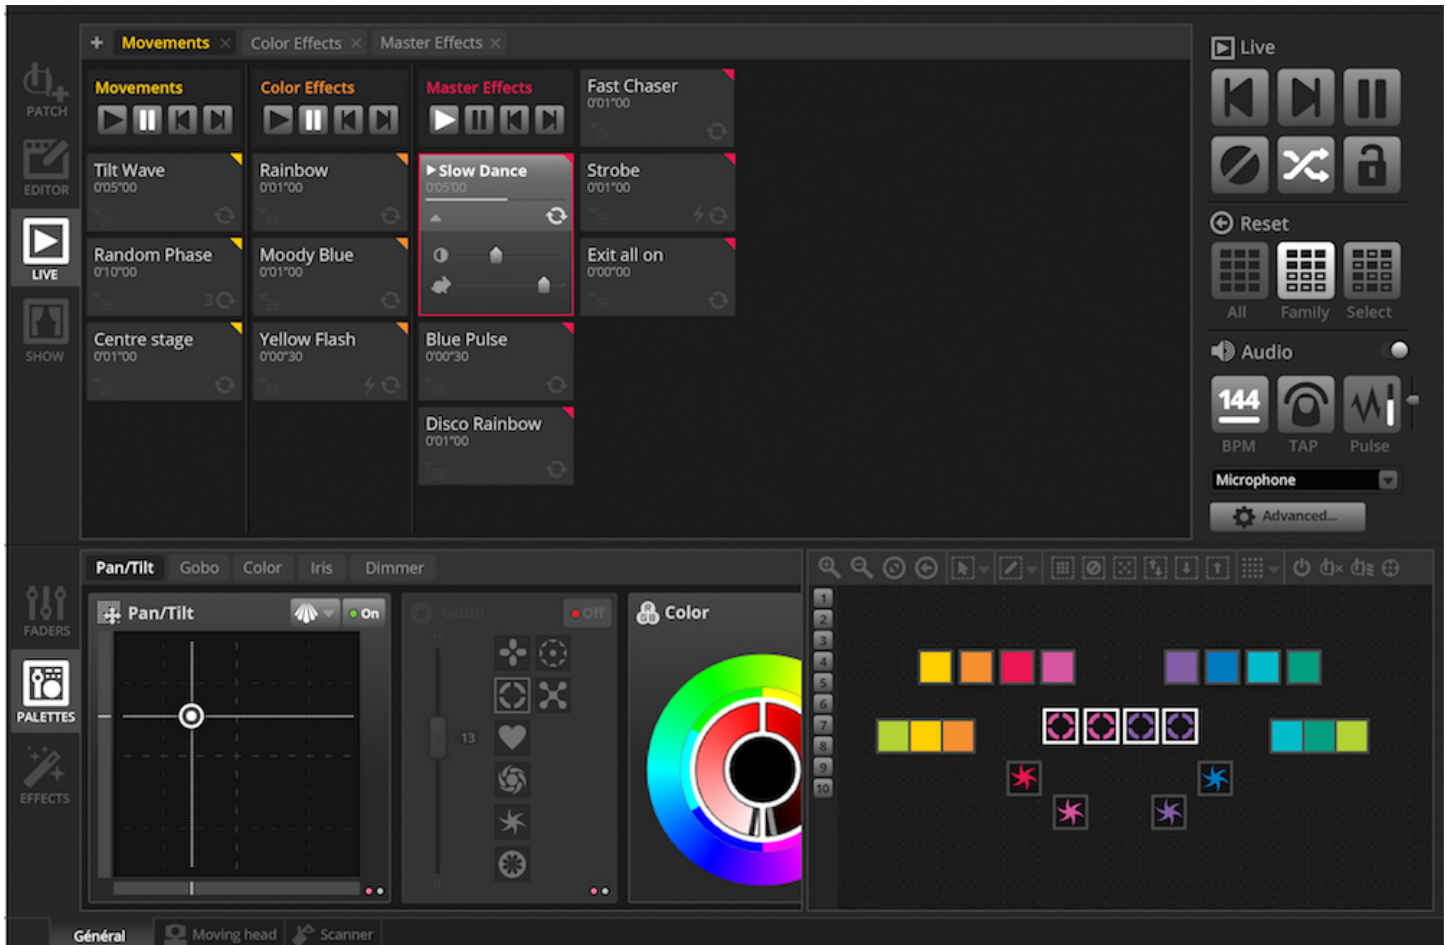 + Movements × Color Effects × Master Effects ×
PATCH
EDITOR
LIVE
SHOW
Movements
Tilt Wave
0'05"00
Random Phase
0'10"00
3
Centre stage
0'01"00
Color Effects
Rainbow
0'01"00
Moody Blue
0'01"00
Yellow Flash
0'00"30
Master Effects
Slow Dance
0'05'00
Blue Pulse
0'00"30
Disco Rainbow
0'01"00
Fast Chaser
0'01"00
Strobe
0'01"00
Exit all on
0'00"00
Live
Reset
All Family Select
Audio
144
BPM TAP Pulse
Microphone
Advanced...
FADERS
PALETTES
EFFECTS
Pan/Tilt Gobo Color Iris Dimmer
Pan/Tilt On
Gobo Off
15
13
0
Color
RGB
1
2
3
4
5
6
7
8
9
10
Général Moving head Scanner